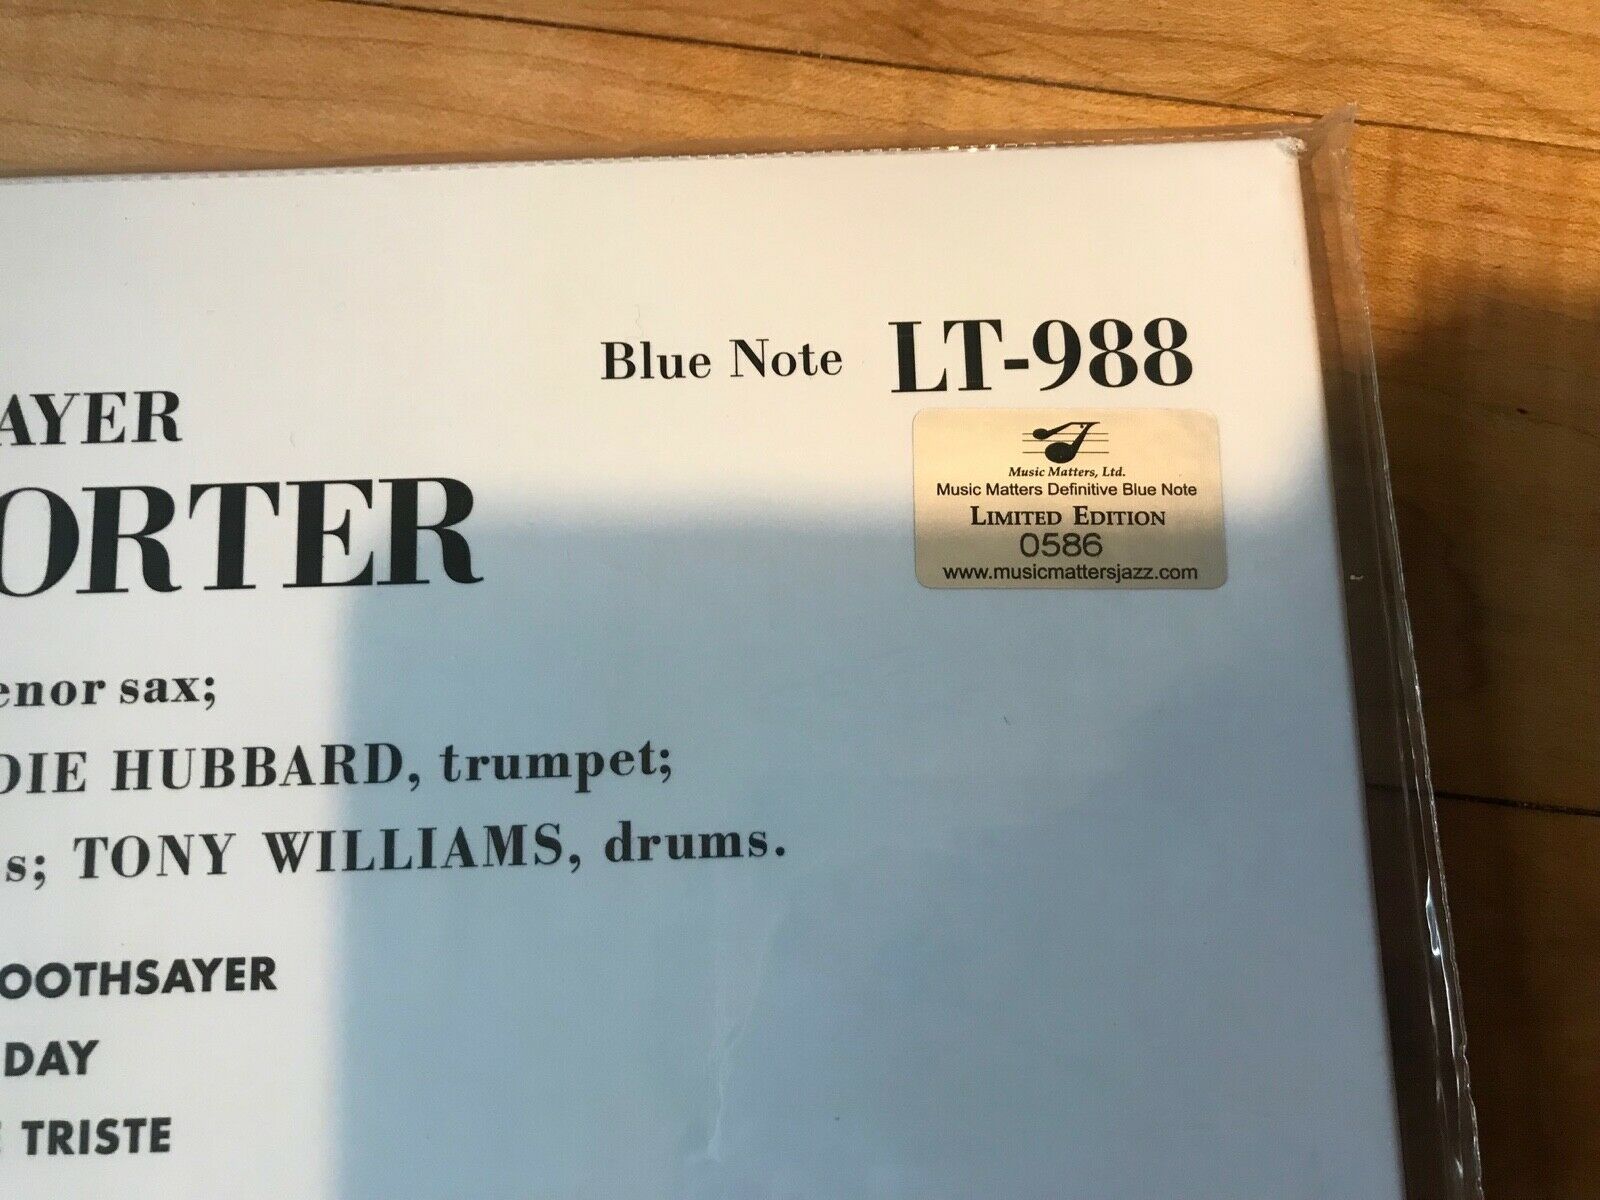 Blue Note LT-988
Music Matters, Ltd.
Music Matters Definitive Blue Note
LIMITED EDITION
0586
www.musicmattersjazz.com
AYER
ORTER
enor sax;
DIE HUBBARD, trumpet;
s; TONY WILLIAMS, drums.
OOTHSAYER
DAY
TRISTE